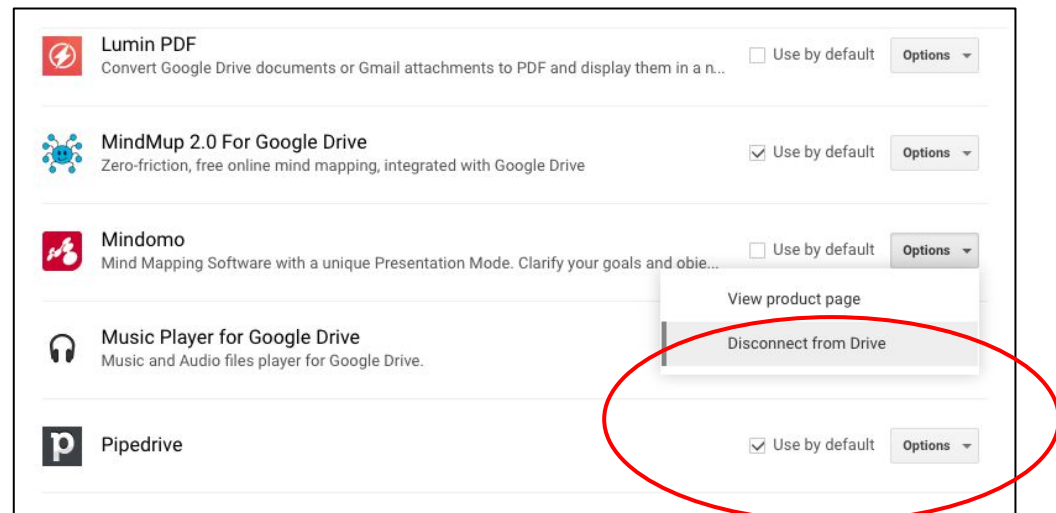 Lumin PDF
Convert Google Drive documents or Gmail attachments to PDF and display them in a n...
Use by default
Options
MindMup 2.0 For Google Drive
Zero-friction, free online mind mapping, integrated with Google Drive
Use by default
Options
Mindomo
Mind Mapping Software with a unique Presentation Mode. Clarify your goals and obie...
Use by default
Options
View product page
Disconnect from Drive
Music Player for Google Drive
Music and Audio files player for Google Drive.
p
Pipedrive
Use by default
Options